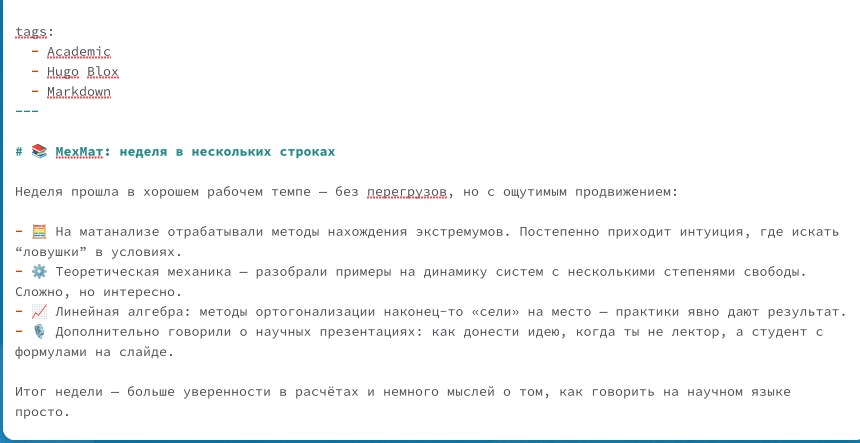 tags:
  - Academic
  - Hugo Blox
  - Markdown
---
# 📚 МехМат: неделя в нескольких строках
Неделя прошла в хорошем рабочем темпе — без перегрузов, но с ощутимым продвижением:
- 🧮 На матанализе отрабатывали методы нахождения экстремумов. Постепенно приходит интуиция, где искать
“ловушки” в условиях.
- ⚙️ Теоретическая механика — разобрали примеры на динамику систем с несколькими степенями свободы.
Сложно, но интересно.
- 📈 Линейная алгебра: методы ортогонализации наконец-то «сели» на место — практики явно дают результат.
- 🎙️ Дополнительно говорили о научных презентациях: как донести идею, когда ты не лектор, а студент с
формулами на слайде.
Итог недели — больше уверенности в расчётах и немного мыслей о том, как говорить на научном языке
просто.